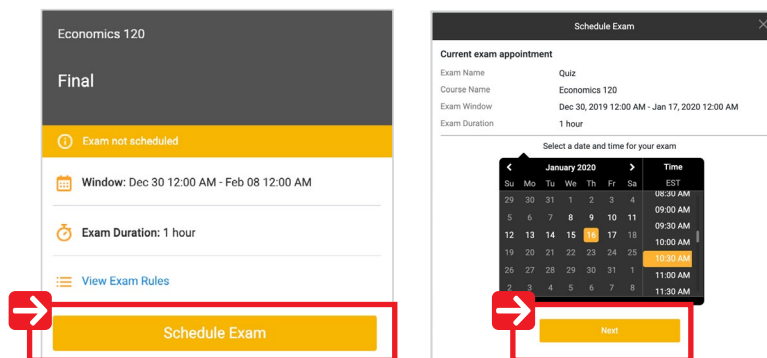 Economics 120
Final
Exam not scheduled
Window: Dec 30 12:00 AM - Feb 08 12:00 AM
Exam Duration: 1 hour
View Exam Rules
Schedule Exam
Schedule Exam
Current exam appointment
Exam Name Quiz
Course Name Economics 120
Exam Window Dec 30, 2019 12:00 AM - Jan 17, 2020 12:00 AM
Exam Duration 1 hour
Select a date and time for your exam
January 2020 Time
Su Mo Tu We Th Fr Sa EST
29 30 31 1 2 3 4 08:30 AM
5 6 7 8 9 10 11 09:00 AM
09:30 AM
12 13 14 15 16 17 18 10:00 AM
19 20 21 22 23 24 25 10:30 AM
26 27 28 29 30 31 1 11:00 AM
2 3 4 5 6 7 8 11:30 AM
Next